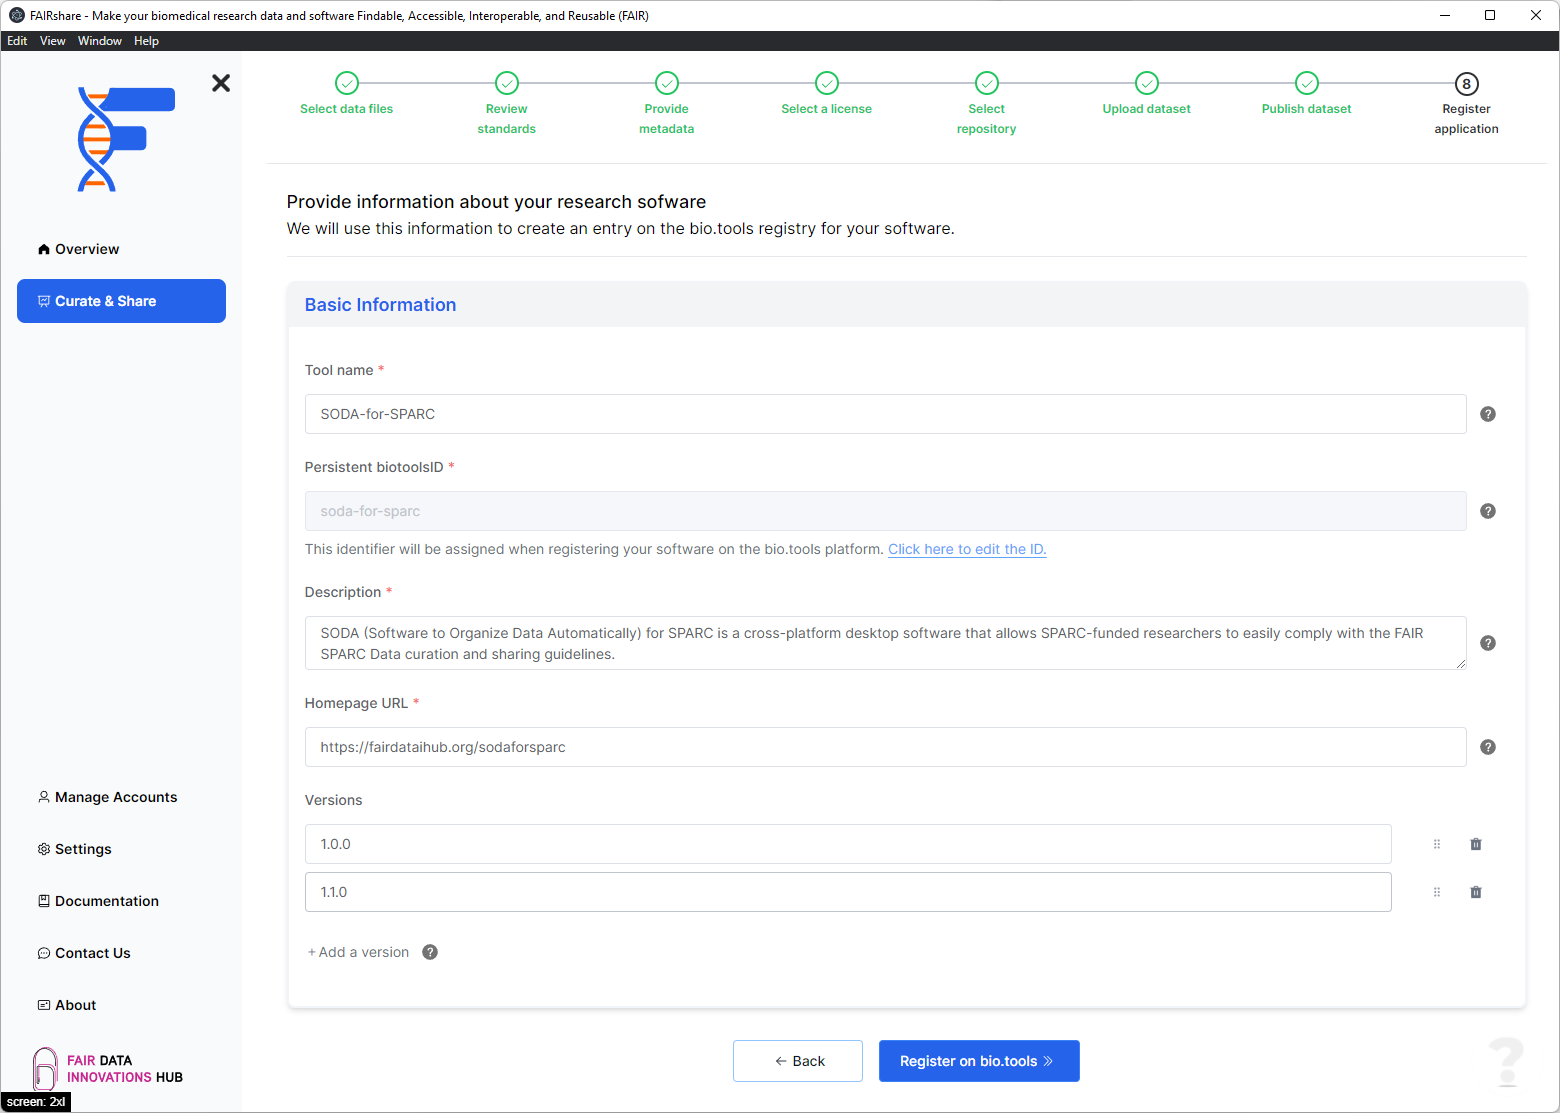 FAIRshare - Make your biomedical research data and software Findable, Accessible, Interoperable, and Reusable (FAIR)
Edit View Window Help
Select data files
Review
standards
Provide
metadata
Select a license
Select
repository
Upload dataset
Publish dataset
8
Register
application
Overview
Curate & Share
Manage Accounts
Settings
Documentation
Contact Us
About
FAIR DATA
INNOVATIONS HUB
screen: 2xl
Provide information about your research sofware
We will use this information to create an entry on the bio.tools registry for your software.
Basic Information
Tool name *
SODA-for-SPARC
?
Persistent biotoolsID *
soda-for-sparc
?
This identifier will be assigned when registering your software on the bio.tools platform. Click here to edit the ID.
Description *
SODA (Software to Organize Data Automatically) for SPARC is a cross-platform desktop software that allows SPARC-funded researchers to easily comply with the FAIR
SPARC Data curation and sharing guidelines.
?
Homepage URL *
https://fairdataihub.org/sodaforsparc
?
Versions
1.0.0
1.1.0
+ Add a version ?
← Back
Register on bio.tools »
?